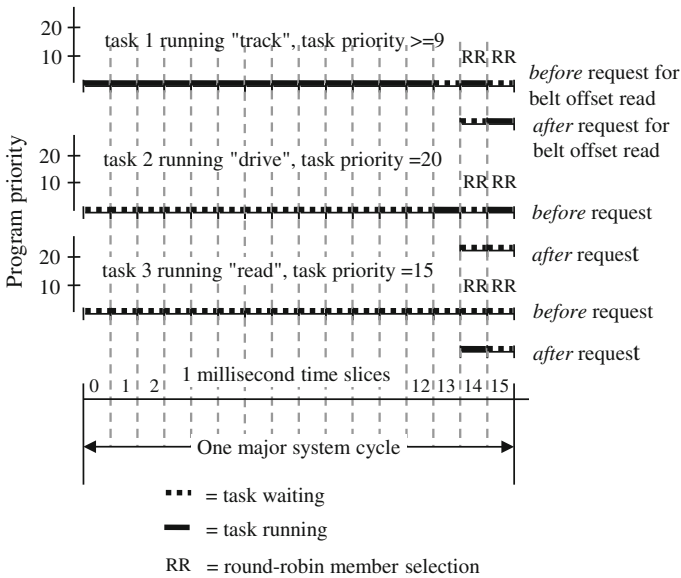 20
10
task 1 running "track", task priority >=9
RR RR
before request for
belt offset read
after request for
belt offset read
Program priority
20
10
task 2 running "drive", task priority =20
RR RR
before request
after request
20
10
task 3 running "read", task priority =15
RR RR
before request
after request
1 millisecond time slices
0 1 2 12 13 14 15
One major system cycle
= task waiting
= task running
RR = round-robin member selection